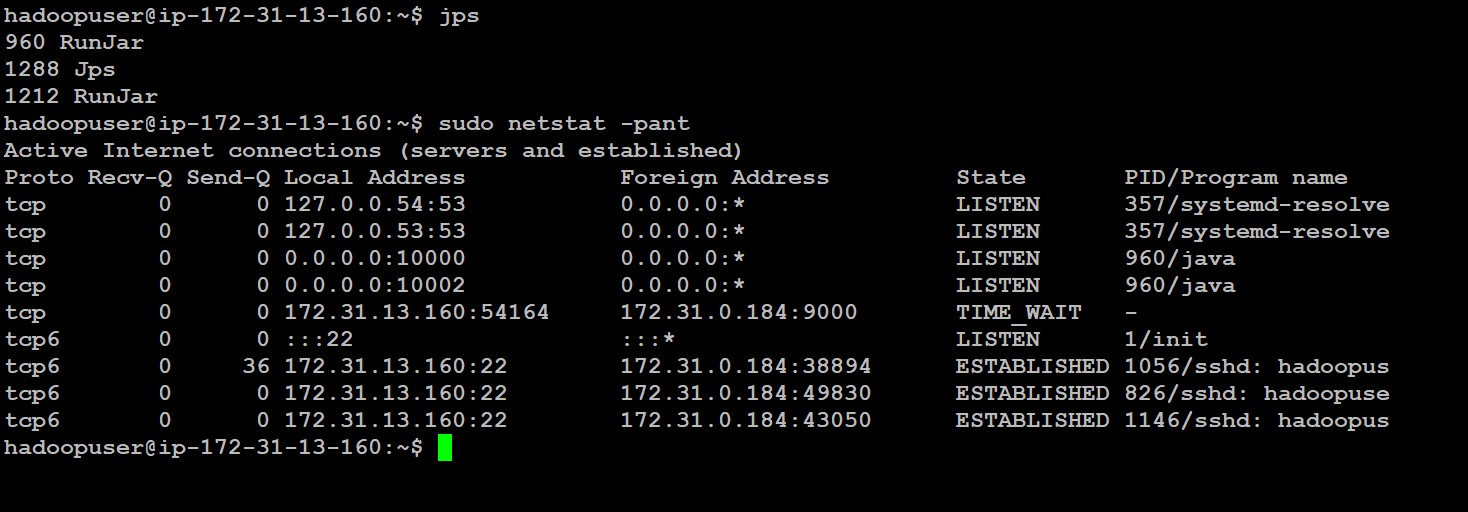 hadoopuser@ip-172-31-13-160:~$ jps
960 RunJar
1288 Jps
1212 RunJar
hadoopuser@ip-172-31-13-160:~$ sudo netstat -pant
Active Internet connections (servers and established)
Proto Recv-Q Send-Q Local Address           Foreign Address         State       PID/Program name
tcp        0      0 127.0.0.54:53           0.0.0.0:*               LISTEN      357/systemd-resolve
tcp        0      0 127.0.0.53:53           0.0.0.0:*               LISTEN      357/systemd-resolve
tcp        0      0 0.0.0.0:10000           0.0.0.0:*               LISTEN      960/java
tcp        0      0 0.0.0.0:10002           0.0.0.0:*               LISTEN      960/java
tcp        0      0 172.31.13.160:54164     172.31.0.184:9000       TIME_WAIT   -
tcp6       0      0 :::22                   :::*                    LISTEN      1/init
tcp6       0     36 172.31.13.160:22        172.31.0.184:38894      ESTABLISHED 1056/sshd: hadoopus
tcp6       0      0 172.31.13.160:22        172.31.0.184:49830      ESTABLISHED 826/sshd: hadoopuse
tcp6       0      0 172.31.13.160:22        172.31.0.184:43050      ESTABLISHED 1146/sshd: hadoopus
hadoopuser@ip-172-31-13-160:~$